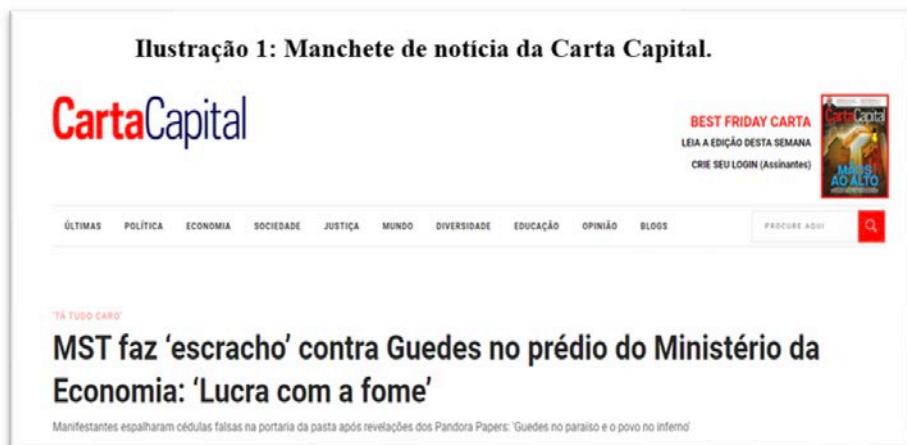 Ilustração 1: Manchete de notícia da Carta Capital.
CartaCapital
BEST FRIDAY CARTA
LEIA A EDIÇÃO DESTA SEMANA
CRIE SEU LOGIN (Assinantes)
CartaCapital
MÃOS
AO ALTO
ÚLTIMAS POLÍTICA ECONOMIA SOCIEDADE JUSTIÇA MUNDO DIVERSIDADE EDUCAÇÃO OPINIÃO BLOGS PROCURE AQUI
'TÁ TUDO CARO'
MST faz ‘escracho’ contra Guedes no prédio do Ministério da
Economia: ‘Lucra com a fome’
Manifestantes espalharam cédulas falsas na portaria da pasta após revelações dos Pandora Papers: 'Guedes no paraíso e o povo no inferno'